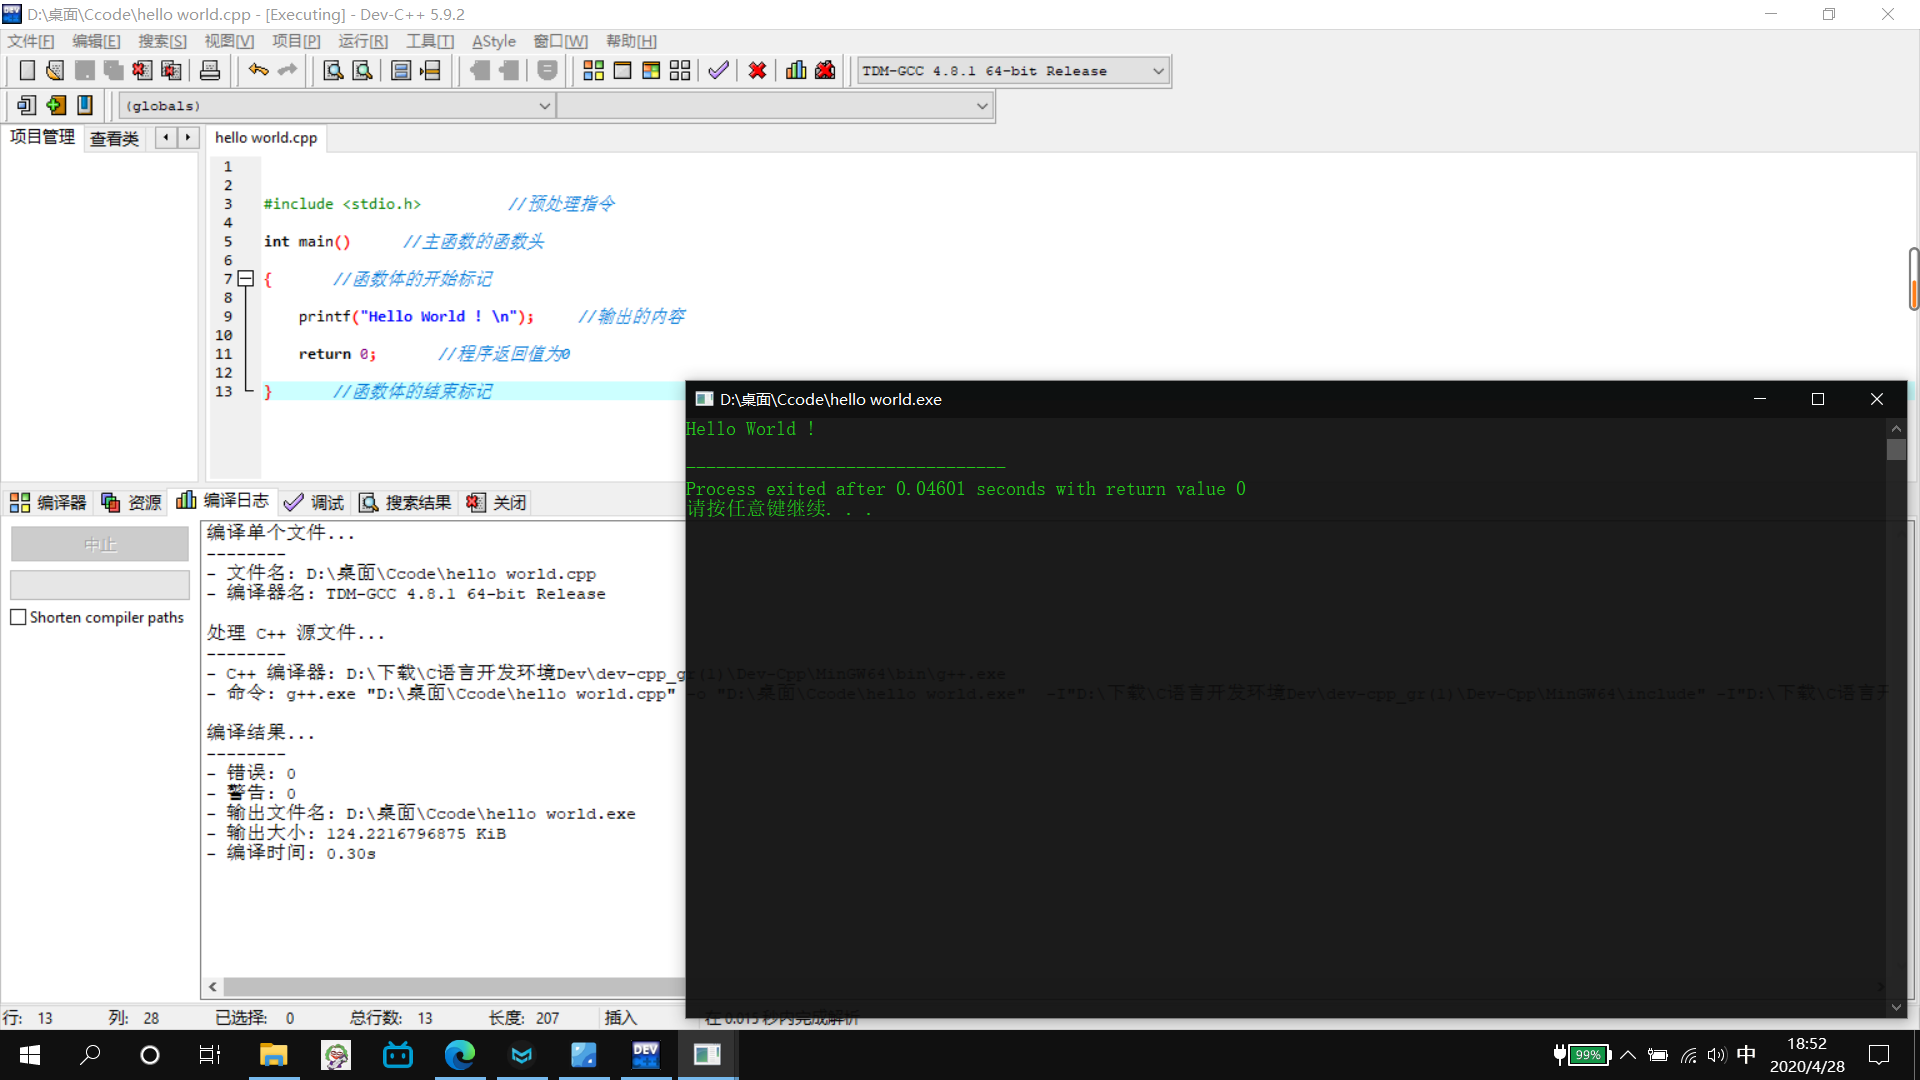 D:\桌面\Ccode\hello world.cpp - [Executing] - Dev-C++ 5.9.2
文件[F] 编辑[E] 搜索[S] 视图[V] 项目[P] 运行[R] 工具[T] AStyle 窗口[W] 帮助[H]
TDM-GCC 4.8.1 64-bit Release
(globals)
项目管理 查看类 hello world.cpp
1
2
3 #include <stdio.h> //预处理指令
4
5 int main() //主函数的函数头
6
7 { //函数体的开始标记
8
9 printf("Hello World ! \n"); //输出的内容
10
11 return 0; //程序返回值为0
12
13 } //函数体的结束标记
D:\桌面\Ccode\hello world.exe
Hello World !
--------------------------------
Process exited after 0.04601 seconds with return value 0
请按任意键继续. . .
编译器 资源 编译日志 调试 搜索结果 关闭
中止
Shorten compiler paths
编译单个文件...
--------
- 文件名: D:\桌面\Ccode\hello world.cpp
- 编译器名: TDM-GCC 4.8.1 64-bit Release
处理 C++ 源文件...
--------
- C++ 编译器: D:\下载\C语言开发环境Dev\dev-cpp_gr(1)\Dev-Cpp\MinGW64\bin\g++.exe
- 命令: g++.exe "D:\桌面\Ccode\hello world.cpp" -o "D:\桌面\Ccode\hello world.exe" -I"D:\下载\C语言开发环境Dev\dev-cpp_gr(1)\Dev-Cpp\MinGW64\include" -I"D:\下载\C语言开
编译结果...
--------
- 错误: 0
- 警告: 0
- 输出文件名: D:\桌面\Ccode\hello world.exe
- 输出大小: 124.2216796875 KiB
- 编译时间: 0.30s
行: 13 列: 28 已选择: 0 总行数: 13 长度: 207 插入 在 0.015 秒内完成解析
DEV
99%
中
18:52
2020/4/28